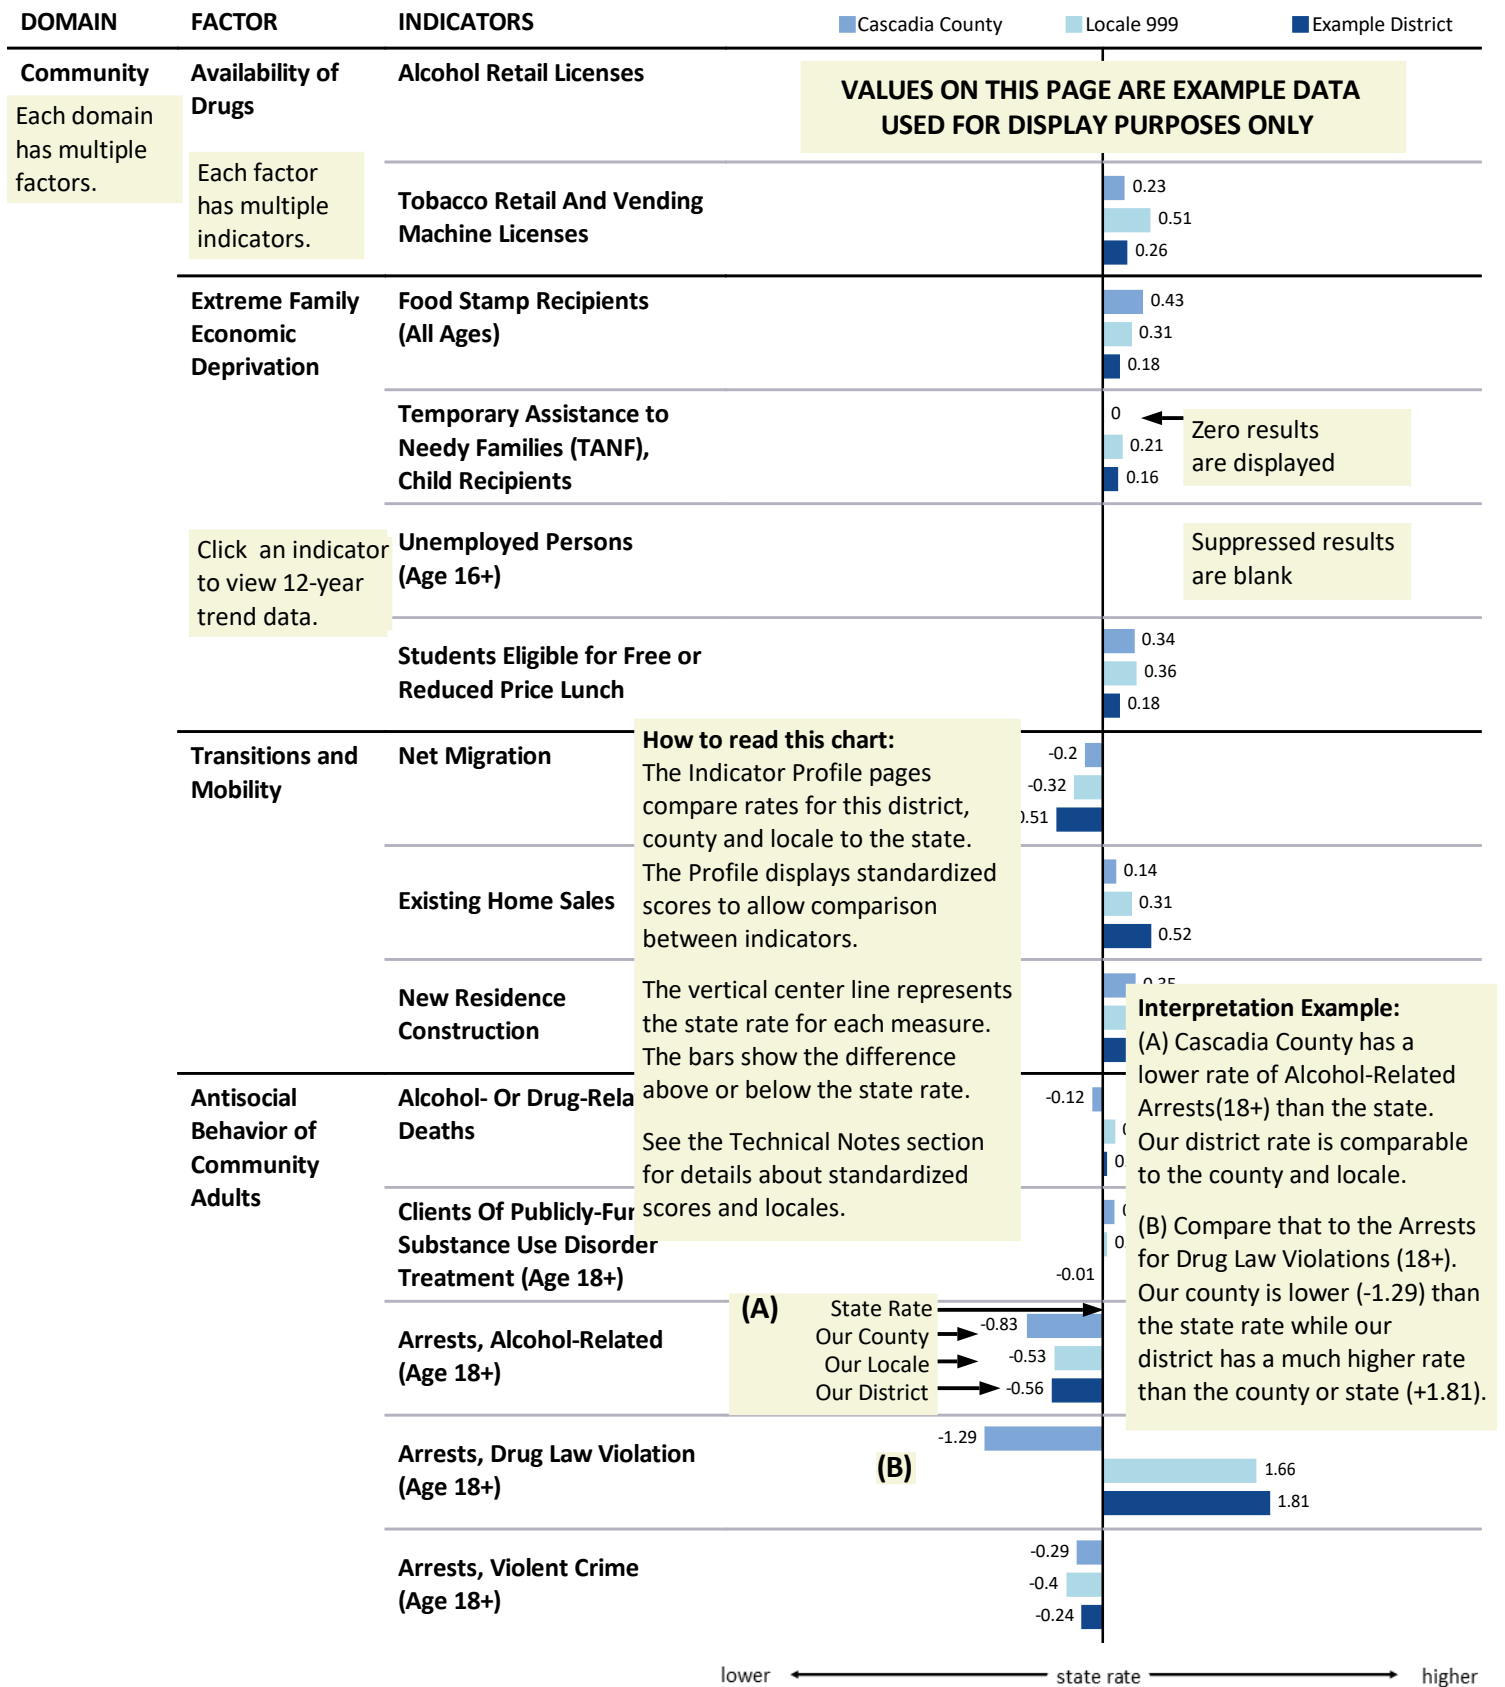 DOMAIN FACTOR INDICATORS Cascadia County Locale 999 Example District
Community
Each domain
has multiple
factors.
Availability of
Drugs
Each factor
has multiple
indicators.
Alcohol Retail Licenses
VALUES ON THIS PAGE ARE EXAMPLE DATA
USED FOR DISPLAY PURPOSES ONLY
Tobacco Retail And Vending
Machine Licenses
0.23
0.51
0.26
Extreme Family
Economic
Deprivation
Food Stamp Recipients
(All Ages)
0.43
0.31
0.18
Temporary Assistance to
Needy Families (TANF),
Child Recipients
0
0.21
0.16
Zero results
are displayed
Click an indicator
to view 12-year
trend data.
Unemployed Persons
(Age 16+)
Suppressed results
are blank
Students Eligible for Free or
Reduced Price Lunch
0.34
0.36
0.18
Transitions and
Mobility
Net Migration
-0.2
-0.32
.51
How to read this chart:
The Indicator Profile pages
compare rates for this district,
county and locale to the state.
The Profile displays standardized
scores to allow comparison
between indicators.
The vertical center line represents
the state rate for each measure.
The bars show the difference
above or below the state rate.
See the Technical Notes section
for details about standardized
scores and locales.
Existing Home Sales
0.14
0.31
0.52
New Residence
Construction
Interpretation Example:
(A) Cascadia County has a
lower rate of Alcohol-Related
Arrests(18+) than the state.
Our district rate is comparable
to the county and locale.
(B) Compare that to the Arrests
for Drug Law Violations (18+).
Our county is lower (-1.29) than
the state rate while our
district has a much higher rate
than the county or state (+1.81).
Antisocial
Behavior of
Community
Adults
Alcohol- Or Drug-Rela
Deaths
-0.12
0.
Clients Of Publicly-Fun
Substance Use Disorder
Treatment (Age 18+)
0.
-0.01
Arrests, Alcohol-Related
(Age 18+)
(A)
State Rate
Our County
Our Locale
Our District
-0.83
-0.53
-0.56
Arrests, Drug Law Violation
(Age 18+)
(B)
-1.29
1.66
1.81
Arrests, Violent Crime
(Age 18+)
-0.29
-0.4
-0.24
lower state rate higher